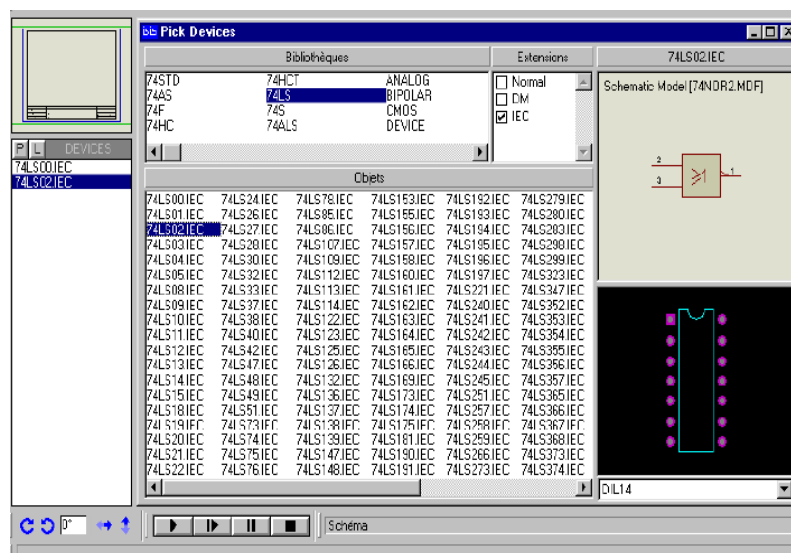 Pick Devices
Bibliothèques
Extensions
74LS02.IEC
74STD 74HCT ANALOG
74AS 74LS BIPOLAR
74F 74S CMOS
74HC 74ALS DEVICE
Normal
DM
IEC
Schematic Model [74NOR2.MDF]
2
3
≥1
1
P L DEVICES
74LS00.IEC
74LS02.IEC
Objets
74LS00.IEC 74LS24.IEC 74LS78.IEC 74LS153.IEC 74LS192.IEC 74LS279.IEC
74LS01.IEC 74LS26.IEC 74LS85.IEC 74LS155.IEC 74LS193.IEC 74LS280.IEC
74LS02.IEC 74LS27.IEC 74LS86.IEC 74LS156.IEC 74LS194.IEC 74LS283.IEC
74LS03.IEC 74LS28.IEC 74LS107.IEC 74LS157.IEC 74LS195.IEC 74LS298.IEC
74LS04.IEC 74LS30.IEC 74LS109.IEC 74LS158.IEC 74LS196.IEC 74LS299.IEC
74LS05.IEC 74LS32.IEC 74LS112.IEC 74LS160.IEC 74LS197.IEC 74LS323.IEC
74LS08.IEC 74LS33.IEC 74LS113.IEC 74LS161.IEC 74LS221.IEC 74LS347.IEC
74LS09.IEC 74LS37.IEC 74LS114.IEC 74LS162.IEC 74LS240.IEC 74LS352.IEC
74LS10.IEC 74LS38.IEC 74LS122.IEC 74LS163.IEC 74LS241.IEC 74LS353.IEC
74LS11.IEC 74LS40.IEC 74LS123.IEC 74LS164.IEC 74LS242.IEC 74LS354.IEC
74LS12.IEC 74LS42.IEC 74LS125.IEC 74LS165.IEC 74LS243.IEC 74LS355.IEC
74LS13.IEC 74LS47.IEC 74LS126.IEC 74LS166.IEC 74LS244.IEC 74LS356.IEC
74LS14.IEC 74LS48.IEC 74LS132.IEC 74LS169.IEC 74LS245.IEC 74LS357.IEC
74LS15.IEC 74LS49.IEC 74LS136.IEC 74LS173.IEC 74LS251.IEC 74LS365.IEC
74LS18.IEC 74LS51.IEC 74LS137.IEC 74LS174.IEC 74LS257.IEC 74LS366.IEC
74LS19.IEC 74LS73.IEC 74LS138.IEC 74LS175.IEC 74LS258.IEC 74LS367.IEC
74LS20.IEC 74LS74.IEC 74LS139.IEC 74LS181.IEC 74LS259.IEC 74LS368.IEC
74LS21.IEC 74LS75.IEC 74LS147.IEC 74LS190.IEC 74LS266.IEC 74LS373.IEC
74LS22.IEC 74LS76.IEC 74LS148.IEC 74LS191.IEC 74LS273.IEC 74LS374.IEC
DIL14
0°
Schéma